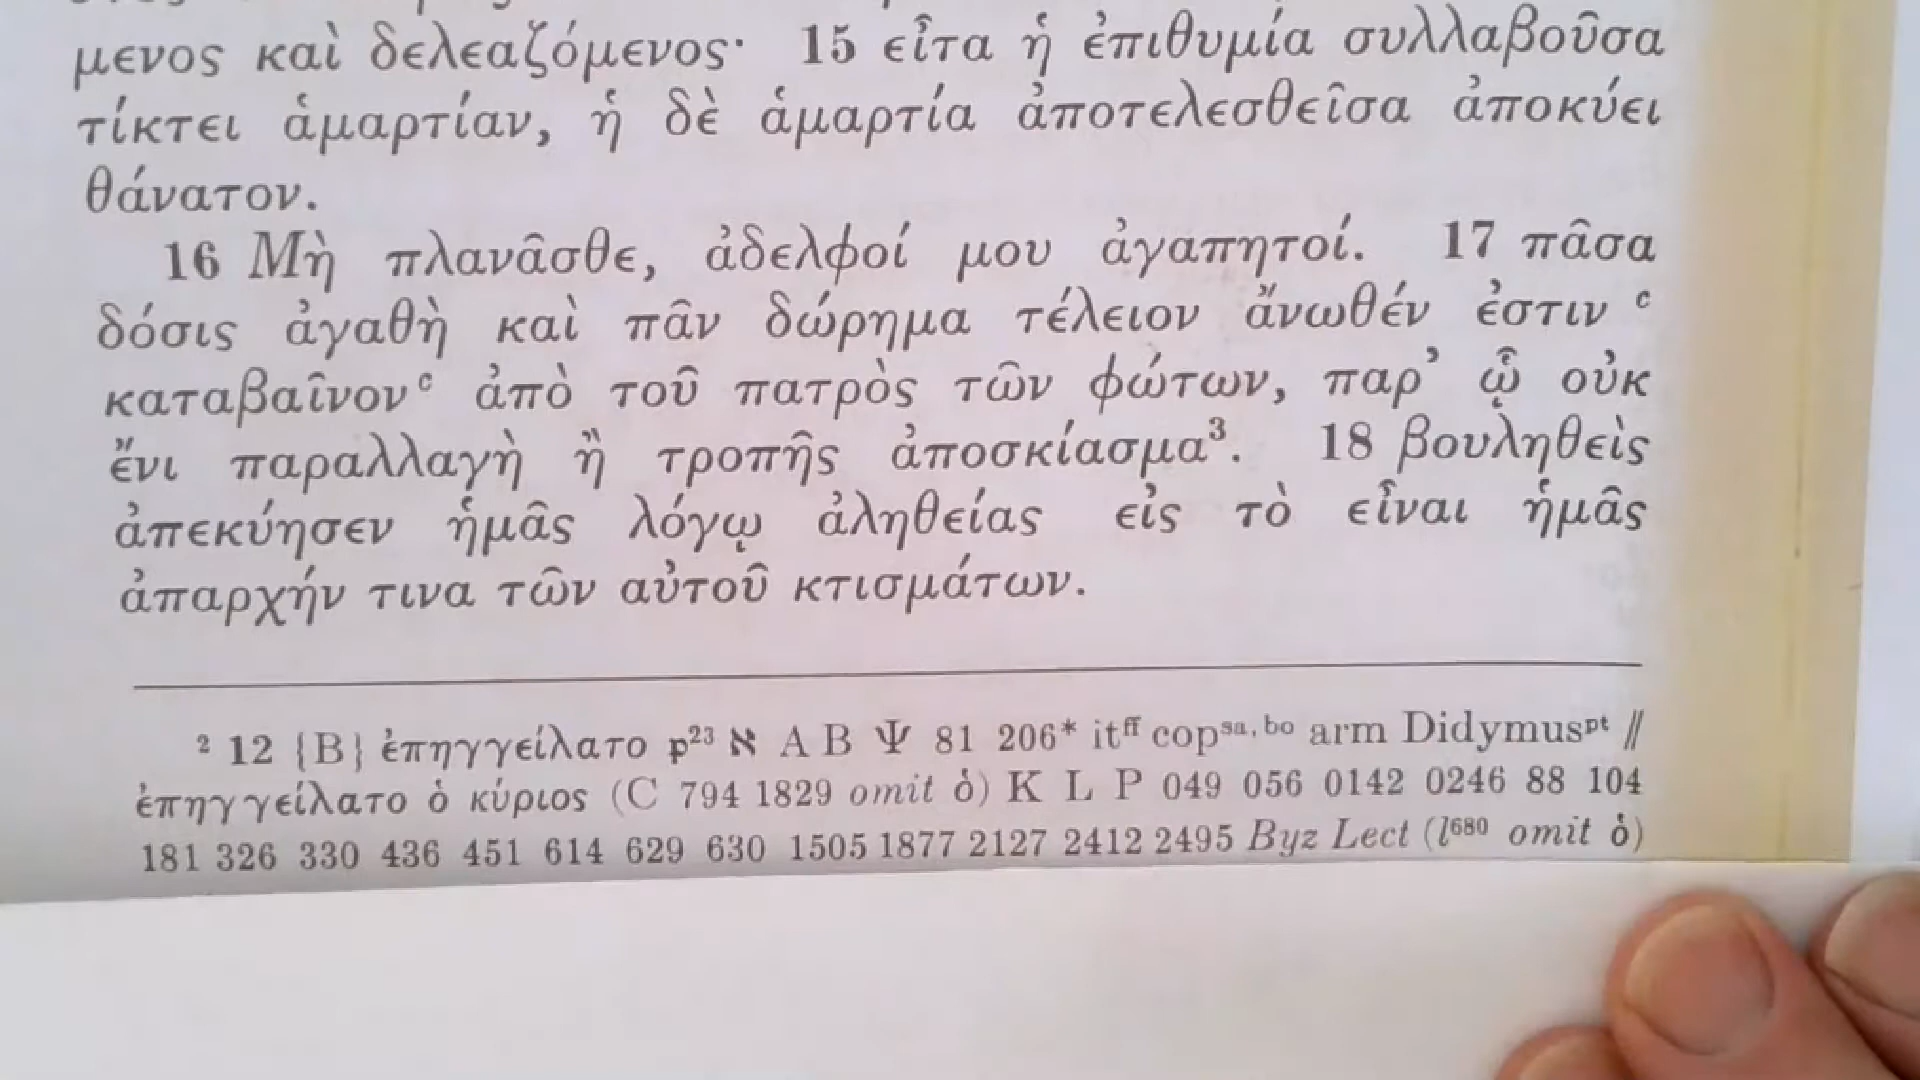 μενος καὶ δελεαζόμενος· 15 εἶτα ἡ ἐπιθυμία συλλαβοῦσα
τίκτει ἁμαρτίαν, ἡ δὲ ἁμαρτία ἀποτελεσθεῖσα ἀποκύει
θάνατον.
16 Μὴ πλανᾶσθε, ἀδελφοί μου ἀγαπητοί. 17 πᾶσα
δόσις ἀγαθὴ καὶ πᾶν δώρημα τέλειον ἄνωθέν ἐστιν ᶜ
καταβαῖνονᶜ ἀπὸ τοῦ πατρὸς τῶν φώτων, παρ’ ᾧ οὐκ
ἔνι παραλλαγὴ ἢ τροπῆς ἀποσκίασμα³. 18 βουληθεὶς
ἀπεκύησεν ἡμᾶς λόγῳ ἀληθείας εἰς τὸ εἶναι ἡμᾶς
ἀπαρχήν τινα τῶν αὐτοῦ κτισμάτων.
² 12 {B} ἐπηγγείλατο 𝔭²³ א A B Ψ 81 206* itᶠᶠ copˢᵃ, ᵇᵒ arm Didymusᵖᵗ //
ἐπηγγείλατο ὁ κύριος (C 794 1829 omit ὁ) K L P 049 056 0142 0246 88 104
181 326 330 436 451 614 629 630 1505 1877 2127 2412 2495 Byz Lect (l⁶⁸⁰ omit ὁ)